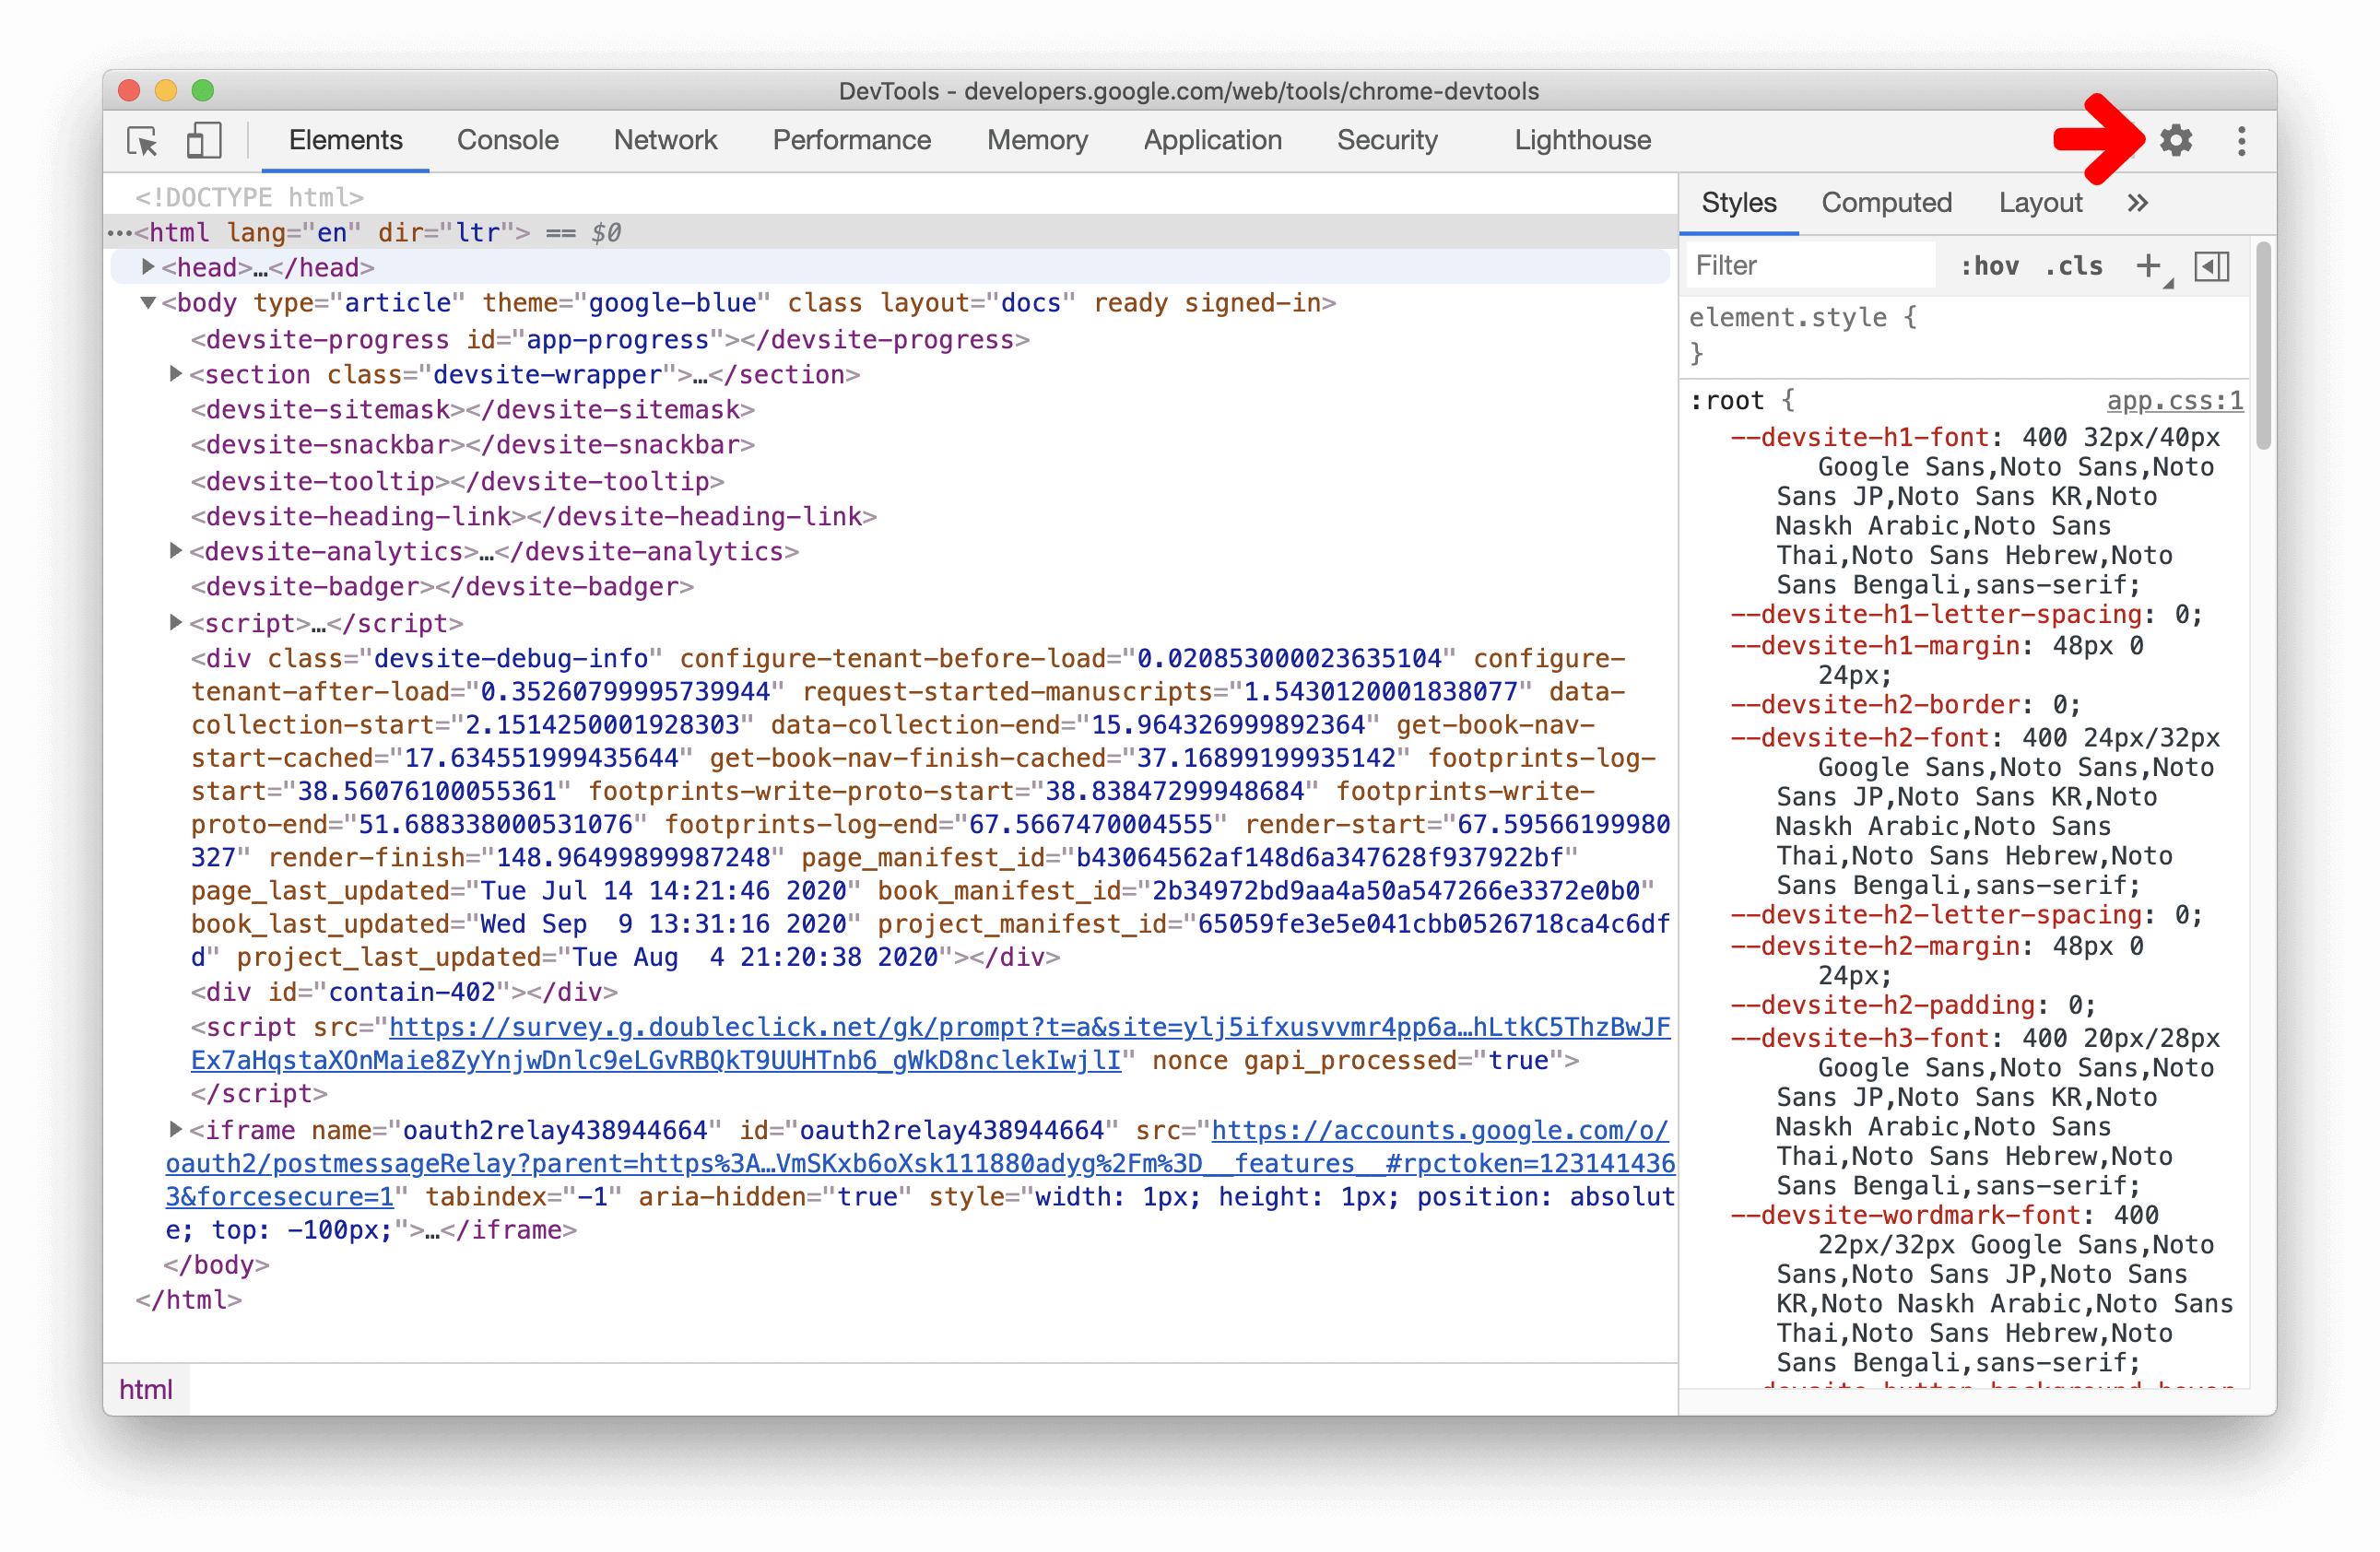 DevTools - developers.google.com/web/tools/chrome-devtools
Elements Console Network Performance Memory Application Security Lighthouse
<!DOCTYPE html>
…<html lang="en" dir="ltr"> == $0
<head>…</head>
<body type="article" theme="google-blue" class layout="docs" ready signed-in>
<devsite-progress id="app-progress"></devsite-progress>
<section class="devsite-wrapper">…</section>
<devsite-sitemask></devsite-sitemask>
<devsite-snackbar></devsite-snackbar>
<devsite-tooltip></devsite-tooltip>
<devsite-heading-link></devsite-heading-link>
<devsite-analytics>…</devsite-analytics>
<devsite-badger></devsite-badger>
<script>…</script>
<div class="devsite-debug-info" configure-tenant-before-load="0.020853000023635104" configure-
tenant-after-load="0.35260799995739944" request-started-manuscripts="1.5430120001838077" data-
collection-start="2.1514250001928303" data-collection-end="15.964326999892364" get-book-nav-
start-cached="17.634551999435644" get-book-nav-finish-cached="37.16899199935142" footprints-log-
start="38.56076100055361" footprints-write-proto-start="38.83847299948684" footprints-write-
proto-end="51.688338000531076" footprints-log-end="67.5667470004555" render-start="67.59566199980
327" render-finish="148.96499899987248" page_manifest_id="b43064562af148d6a347628f937922bf"
page_last_updated="Tue Jul 14 14:21:46 2020" book_manifest_id="2b34972bd9aa4a50a547266e3372e0b0"
book_last_updated="Wed Sep  9 13:31:16 2020" project_manifest_id="65059fe3e5e041cbb0526718ca4c6df
d" project_last_updated="Tue Aug  4 21:20:38 2020"></div>
<div id="contain-402"></div>
<script src="https://survey.g.doubleclick.net/gk/prompt?t=a&site=ylj5ifxusvvmr4pp6a…hLtkC5ThzBwJF
Ex7aHqstaXOnMaie8ZyYnjwDnlc9eLGvRBQkT9UUHTnb6_gWkD8nclekIwjlI" nonce gapi_processed="true">
</script>
<iframe name="oauth2relay438944664" id="oauth2relay438944664" src="https://accounts.google.com/o/
oauth2/postmessageRelay?parent=https%3A…VmSKxb6oXsk111880adyg%2Fm%3D__features__#rpctoken=123141436
3&forcesecure=1" tabindex="-1" aria-hidden="true" style="width: 1px; height: 1px; position: absolut
e; top: -100px;">…</iframe>
</body>
</html>
html
Styles Computed Layout »
Filter :hov .cls +
element.style {
}
:root { app.css:1
--devsite-h1-font: 400 32px/40px
Google Sans,Noto Sans,Noto
Sans JP,Noto Sans KR,Noto
Naskh Arabic,Noto Sans
Thai,Noto Sans Hebrew,Noto
Sans Bengali,sans-serif;
--devsite-h1-letter-spacing: 0;
--devsite-h1-margin: 48px 0
24px;
--devsite-h2-border: 0;
--devsite-h2-font: 400 24px/32px
Google Sans,Noto Sans,Noto
Sans JP,Noto Sans KR,Noto
Naskh Arabic,Noto Sans
Thai,Noto Sans Hebrew,Noto
Sans Bengali,sans-serif;
--devsite-h2-letter-spacing: 0;
--devsite-h2-margin: 48px 0
24px;
--devsite-h2-padding: 0;
--devsite-h3-font: 400 20px/28px
Google Sans,Noto Sans,Noto
Sans JP,Noto Sans KR,Noto
Naskh Arabic,Noto Sans
Thai,Noto Sans Hebrew,Noto
Sans Bengali,sans-serif;
--devsite-wordmark-font: 400
22px/32px Google Sans,Noto
Sans,Noto Sans JP,Noto Sans
KR,Noto Naskh Arabic,Noto Sans
Thai,Noto Sans Hebrew,Noto
Sans Bengali,sans-serif;